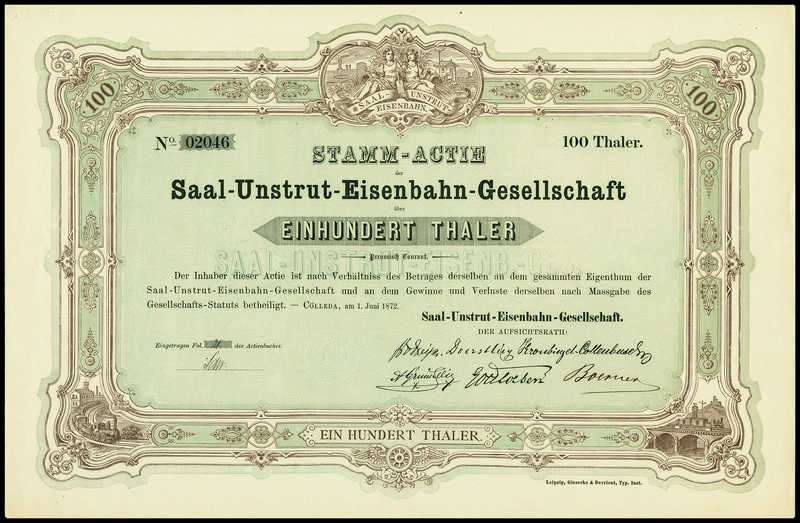 SAAL-UNSTRUT
EISENBAHN.
100
100
No. 02046
100 Thaler.
STAMM-ACTIE
der
Saal-Unstrut-Eisenbahn-Gesellschaft
über
EINHUNDERT THALER
Preussisch Courant.
Der Inhaber dieser Actie ist nach Verhältniss des Betrages derselben an dem gesammten Eigenthum der
Saal-Unstrut-Eisenbahn-Gesellschaft und an dem Gewinne und Verluste derselben nach Massgabe des
Gesellschafts-Statuts betheiligt. — CÖLLEDA, am 1. Juni 1872.
Saal-Unstrut-Eisenbahn-Gesellschaft.
DER AUFSICHTSRATH:
Eingetragen Fol. 21 des Actienbuches.
Boerner
EIN HUNDERT THALER.
Leipzig, Giesecke & Devrient, Typ. Inst.